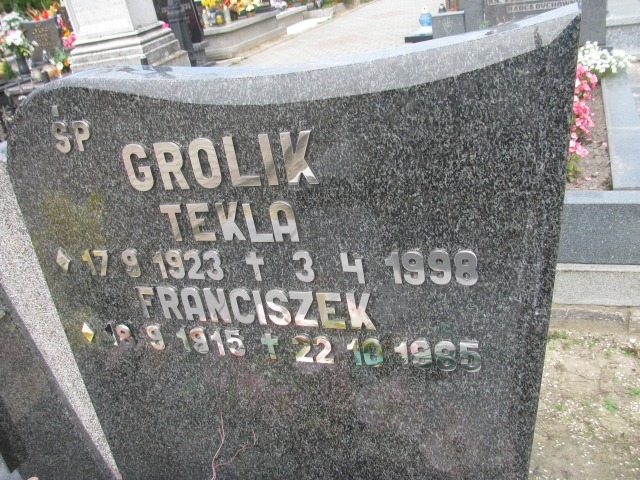 ŚP
GROLIK
TEKLA
17 9 1923 ✝ 3 4 1998
FRANCISZEK
18 9 1915 ✝ 22 10 1985